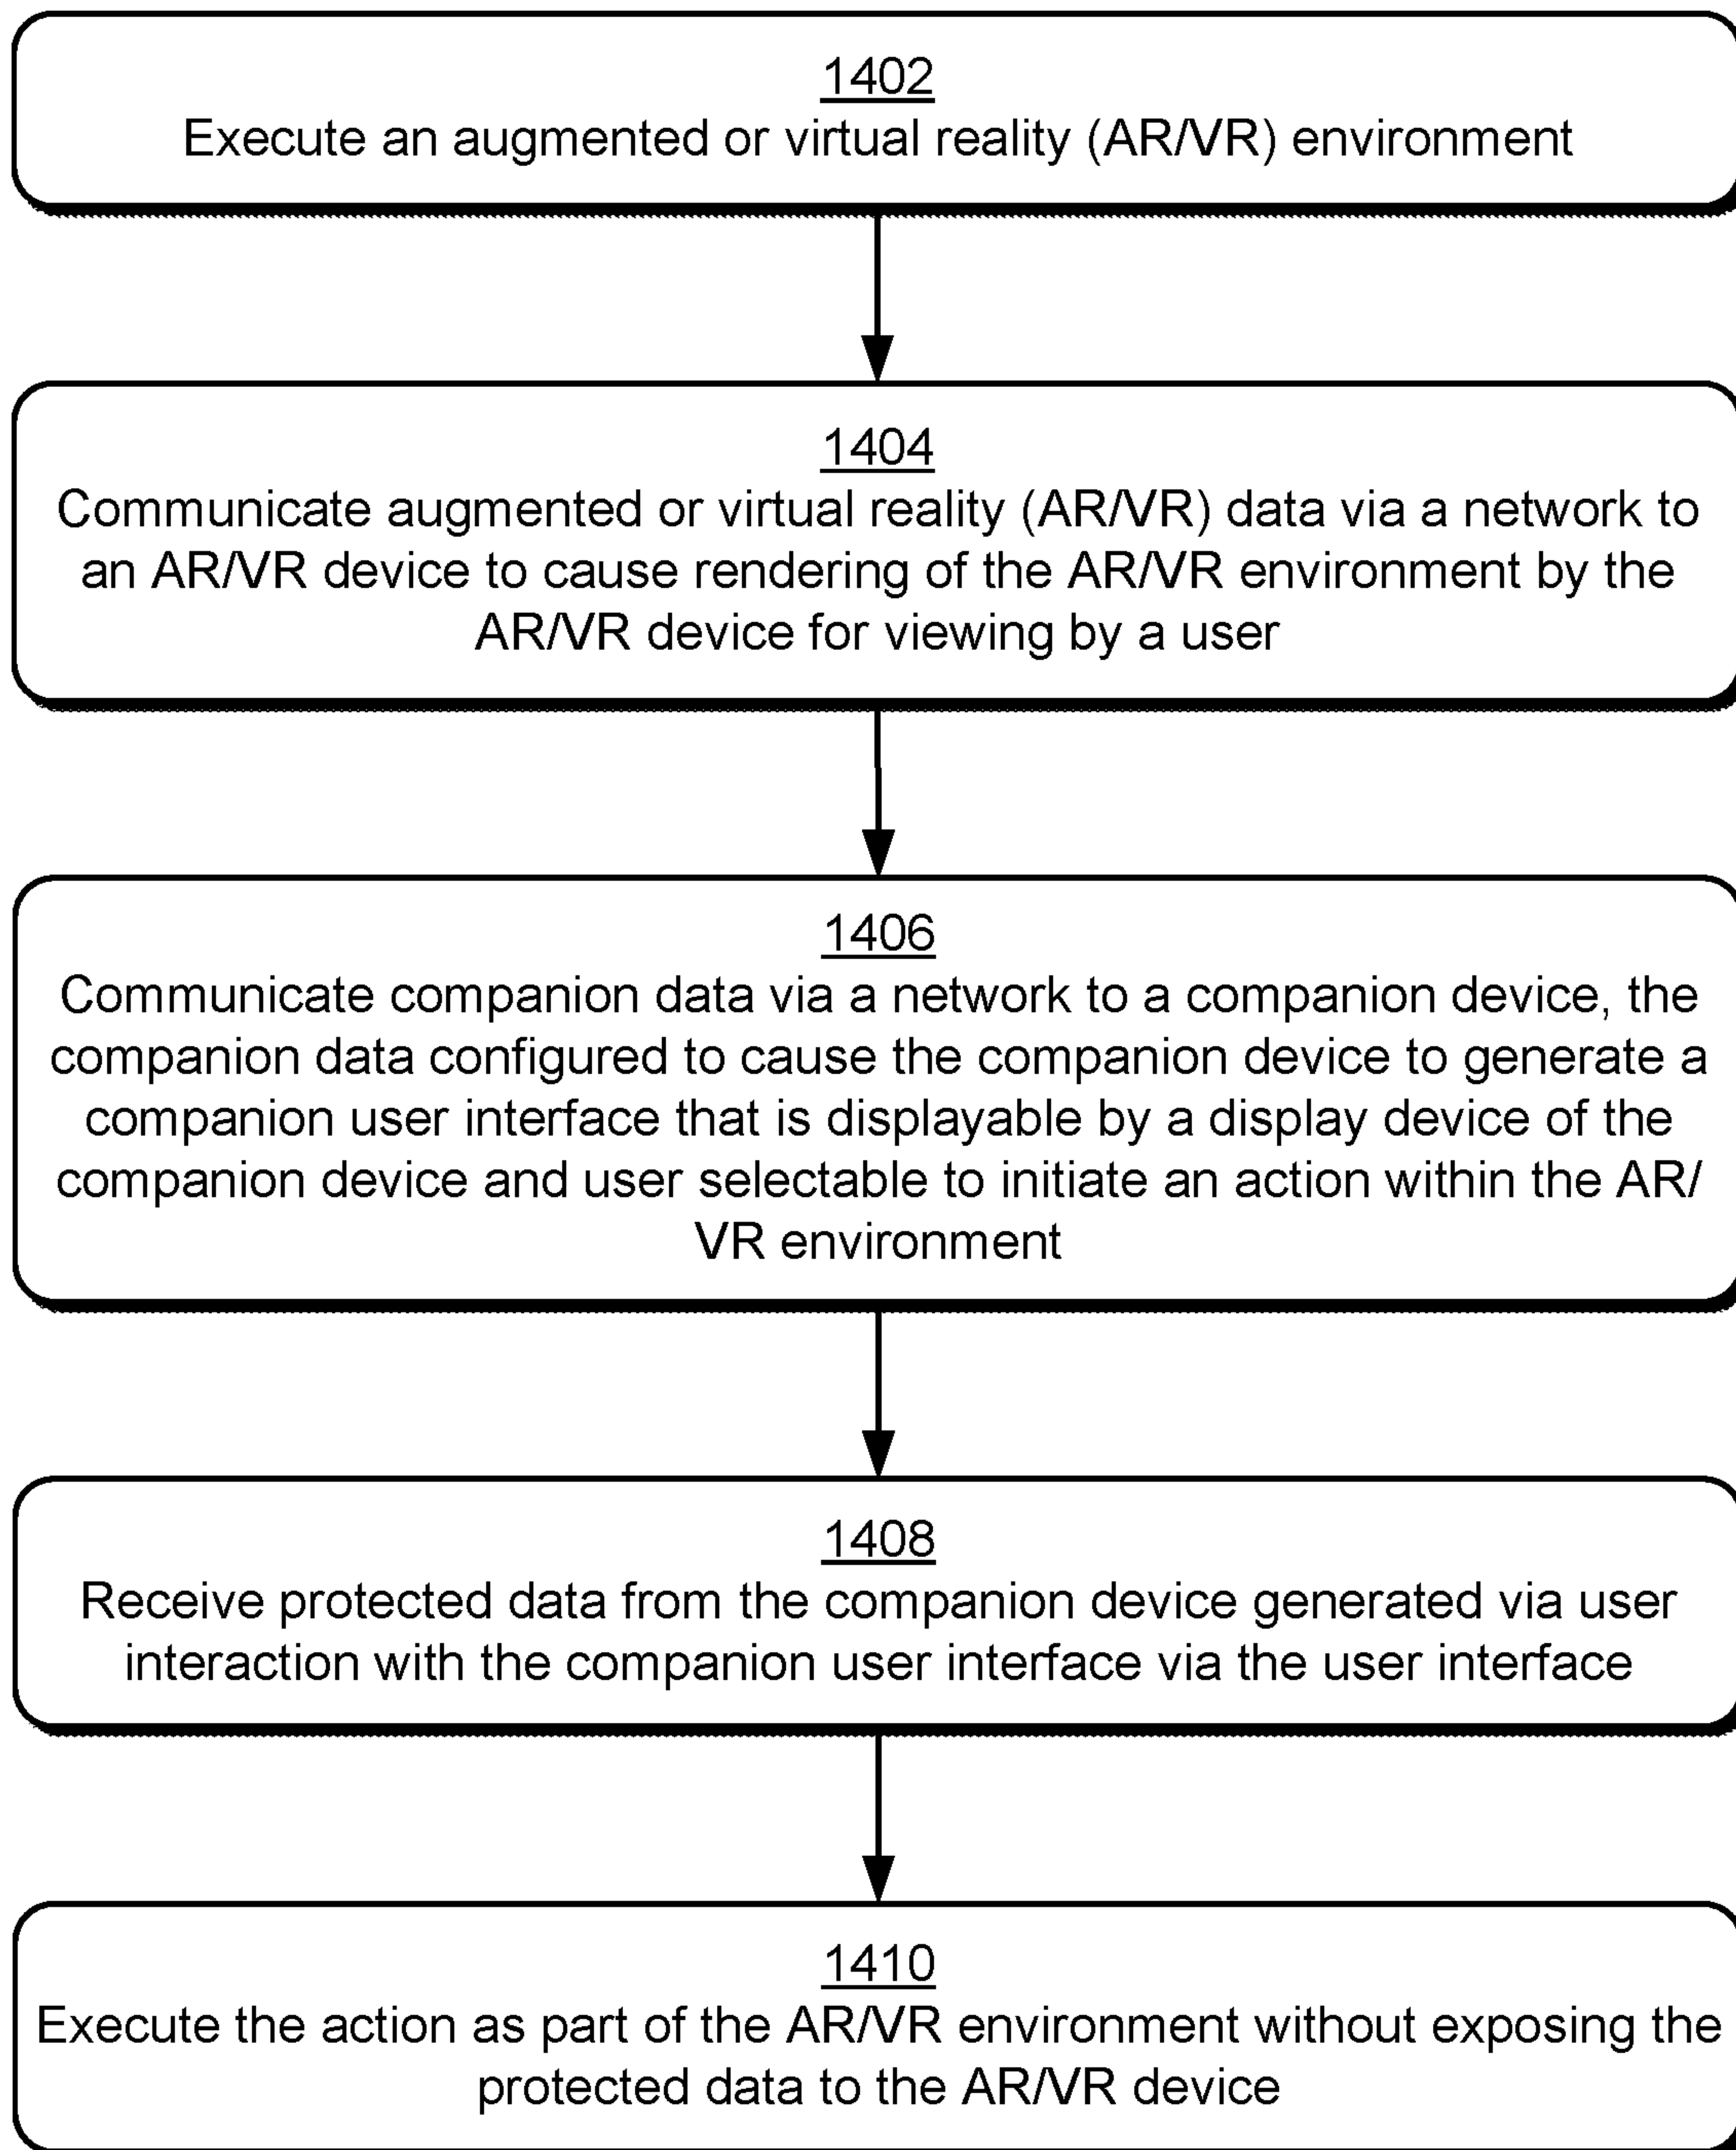 1402
Execute an augmented or virtual reality (AR/VR) environment
1404
Communicate augmented or virtual reality (AR/VR) data via a network to
an AR/VR device to cause rendering of the AR/VR environment by the
AR/VR device for viewing by a user
1406
Communicate companion data via a network to a companion device, the
companion data configured to cause the companion device to generate a
companion user interface that is displayable by a display device of the
companion device and user selectable to initiate an action within the AR/
VR environment
1408
Receive protected data from the companion device generated via user
interaction with the companion user interface via the user interface
1410
Execute the action as part of the AR/VR environment without exposing the
protected data to the AR/VR device